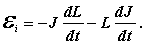 ℰᵢ = −J dL/dt − L dJ/dt.